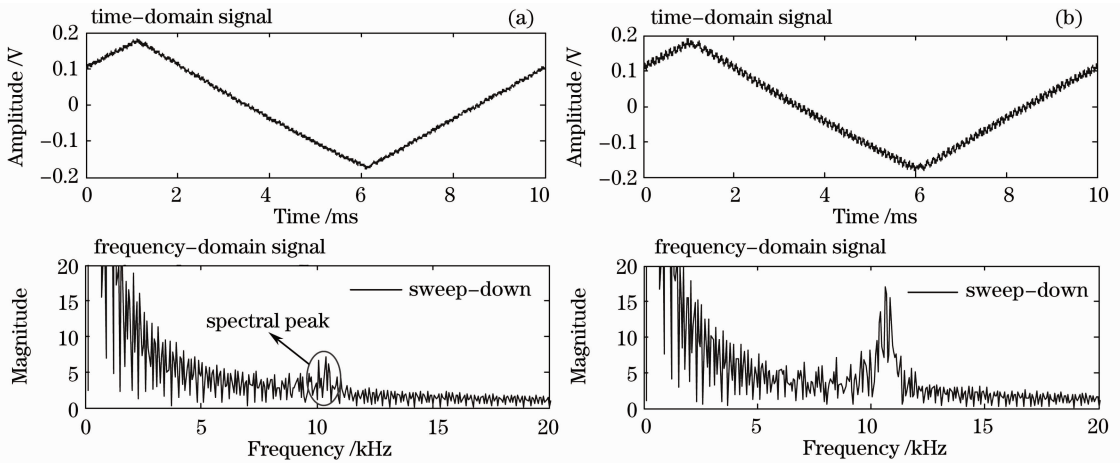 time-domain signal (a)
Amplitude /V
0.2
0.1
0
-0.1
-0.2
0 2 4 6 8 10
Time /ms
frequency-domain signal
Magnitude
20
15
10
5
0
sweep-down
spectral peak
0 5 10 15 20
Frequency /kHz
time-domain signal (b)
Amplitude /V
0.2
0.1
0
-0.1
-0.2
0 2 4 6 8 10
Time /ms
frequency-domain signal
Magnitude
20
15
10
5
0
sweep-down
0 5 10 15 20
Frequency /kHz